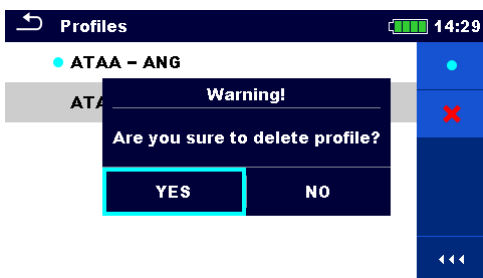 Profiles 14:29
ATAA – ANG
ATA
Warning!
Are you sure to delete profile?
YES NO